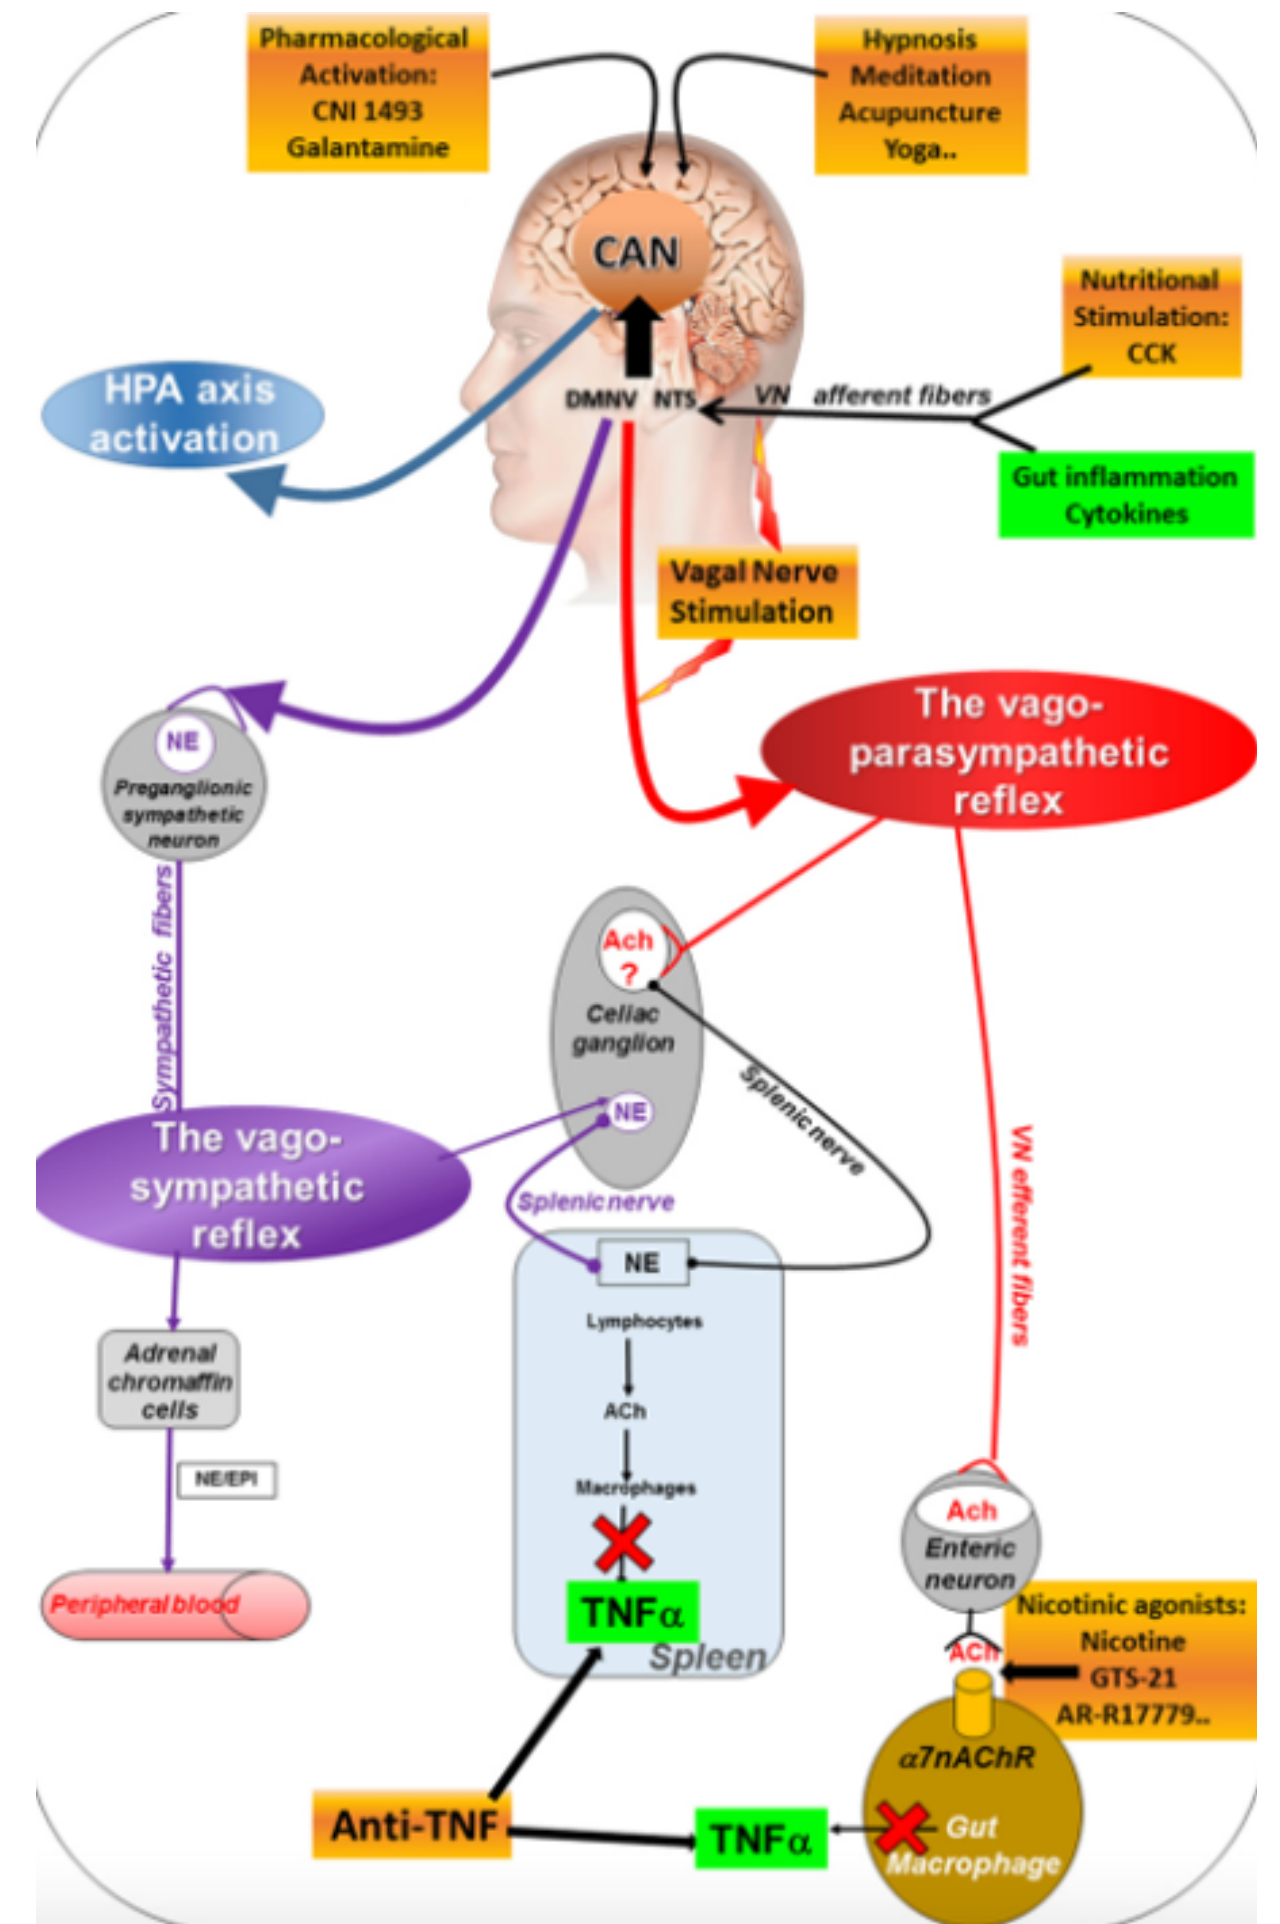 Pharmacological
Activation:
CNI 1493
Galantamine
Hypnosis
Meditation
Acupuncture
Yoga..
CAN
Nutritional
Stimulation:
CCK
HPA axis
activation
DMNV NTS
VN afferent fibers
Gut inflammation
Cytokines
Vagal Nerve
Stimulation
The vago-
parasympathetic
reflex
NE
Preganglionic
sympathetic
neuron
Sympathetic fibers
Ach
?
Celiac
ganglion
NE
Splenic nerve
The vago-
sympathetic
reflex
Splenic nerve
VN efferent fibers
NE
Lymphocytes
ACh
Macrophages
TNFα
Spleen
Adrenal
chromaffin
cells
NE/EPI
Peripheral blood
Ach
Enteric
neuron
Nicotinic agonists:
Nicotine
GTS-21
AR-R17779..
ACh
α7nAChR
Gut
Macrophage
Anti-TNF
TNFα